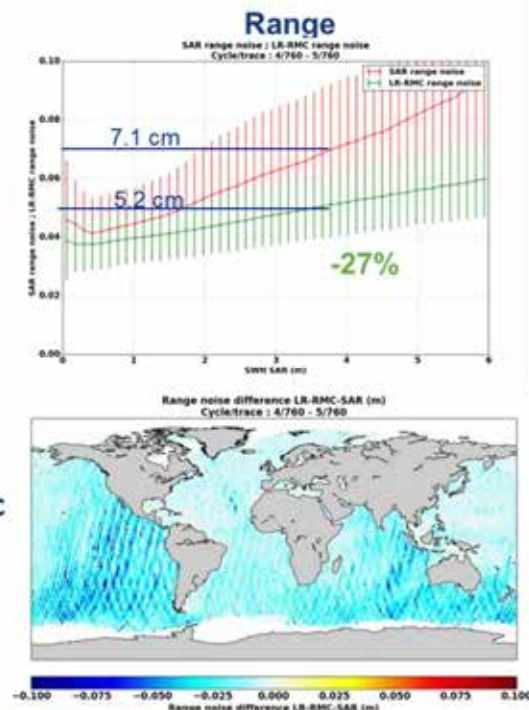 Range
SAR range noise ; LR-RMC range noise
Cycle/trace : 4/760 - 5/760
SAR range noise
LR-RMC range noise
0.10
0.08
0.06
0.04
0.02
0.00
SAR range noise ; LR-RMC range noise
7.1 cm
5.2 cm
-27%
0 1 2 3 4 5 6
SWH SAR (m)
Range noise difference LR-RMC-SAR (m)
Cycle/trace : 4/760 - 5/760
C
-0.100 -0.075 -0.050 -0.025 0.000 0.025 0.050 0.075 0.100
Range noise difference LR-RMC-SAR (m)